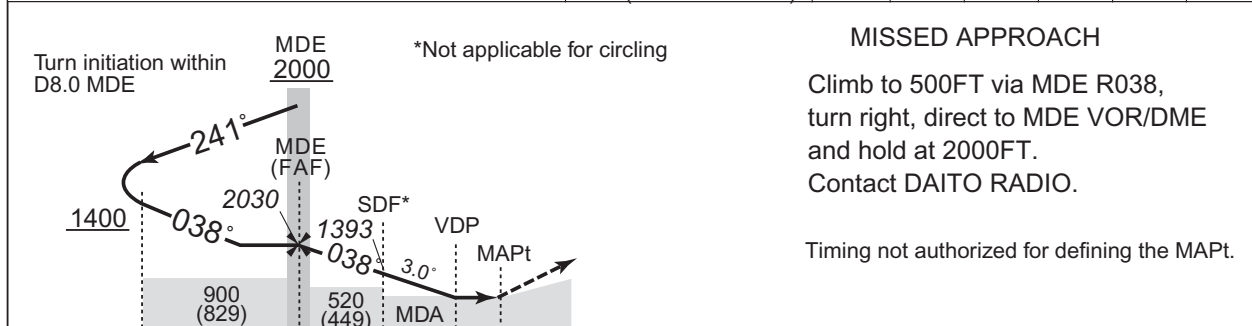 Turn initiation within
D8.0 MDE
MDE
2000
*Not applicable for circling
241°
MDE
(FAF)
2030
SDF*
1400
038°
1393
038°
3.0°
VDP
MAPt
900
(829)
520
(449)
MDA
MISSED APPROACH
Climb to 500FT via MDE R038,
turn right, direct to MDE VOR/DME
and hold at 2000FT.
Contact DAITO RADIO.
Timing not authorized for defining the MAPt.